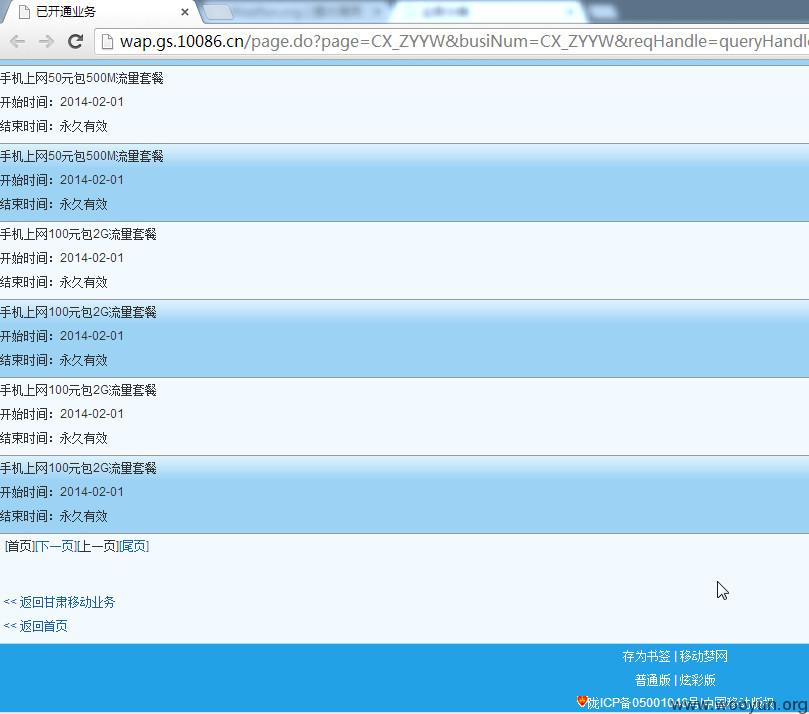 已开通业务
wap.gs.10086.cn/page.do?page=CX_ZYYW&busiNum=CX_ZYYW&reqHandle=queryHandl
手机上网50元包500M流量套餐
开始时间：2014-02-01
结束时间：永久有效
手机上网50元包500M流量套餐
开始时间：2014-02-01
结束时间：永久有效
手机上网100元包2G流量套餐
开始时间：2014-02-01
结束时间：永久有效
手机上网100元包2G流量套餐
开始时间：2014-02-01
结束时间：永久有效
手机上网100元包2G流量套餐
开始时间：2014-02-01
结束时间：永久有效
手机上网100元包2G流量套餐
开始时间：2014-02-01
结束时间：永久有效
[首页][下一页][上一页][尾页]
<< 返回甘肃移动业务
<< 返回首页
存为书签 | 移动梦网
普通版 | 炫彩版
陇ICP备05001040号|中国移动版权
www.wooyun.org